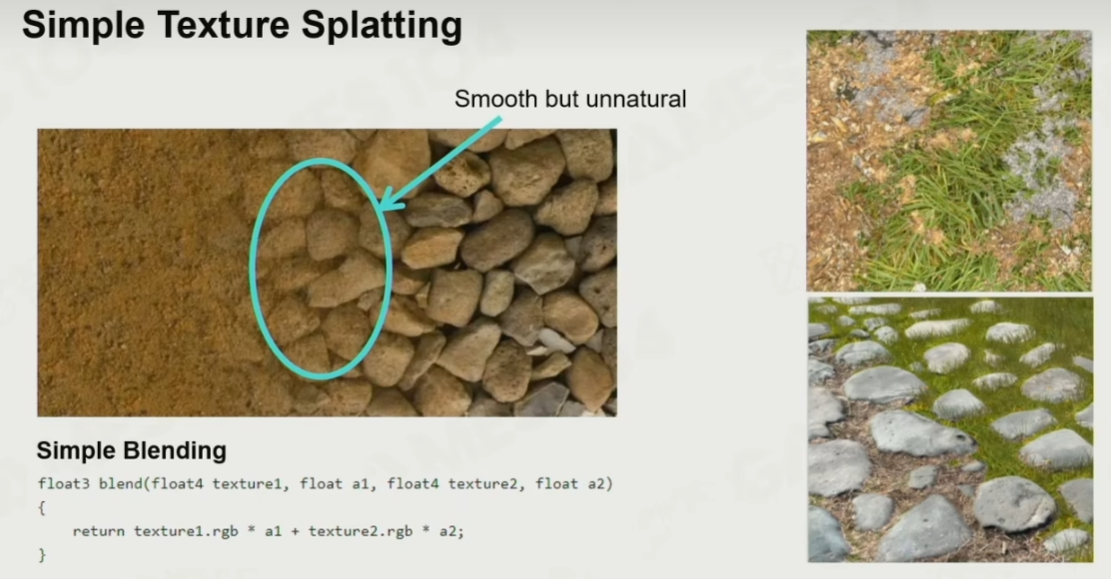 Simple Texture Splatting
Smooth but unnatural
Simple Blending
float3 blend(float4 texture1, float a1, float4 texture2, float a2)
{
    return texture1.rgb * a1 + texture2.rgb * a2;
}